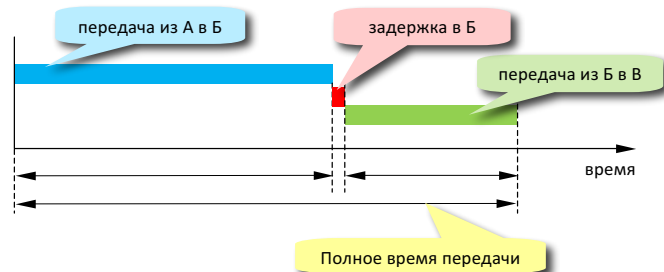 передача из А в Б
задержка в Б
передача из Б в В
время
Полное время передачи